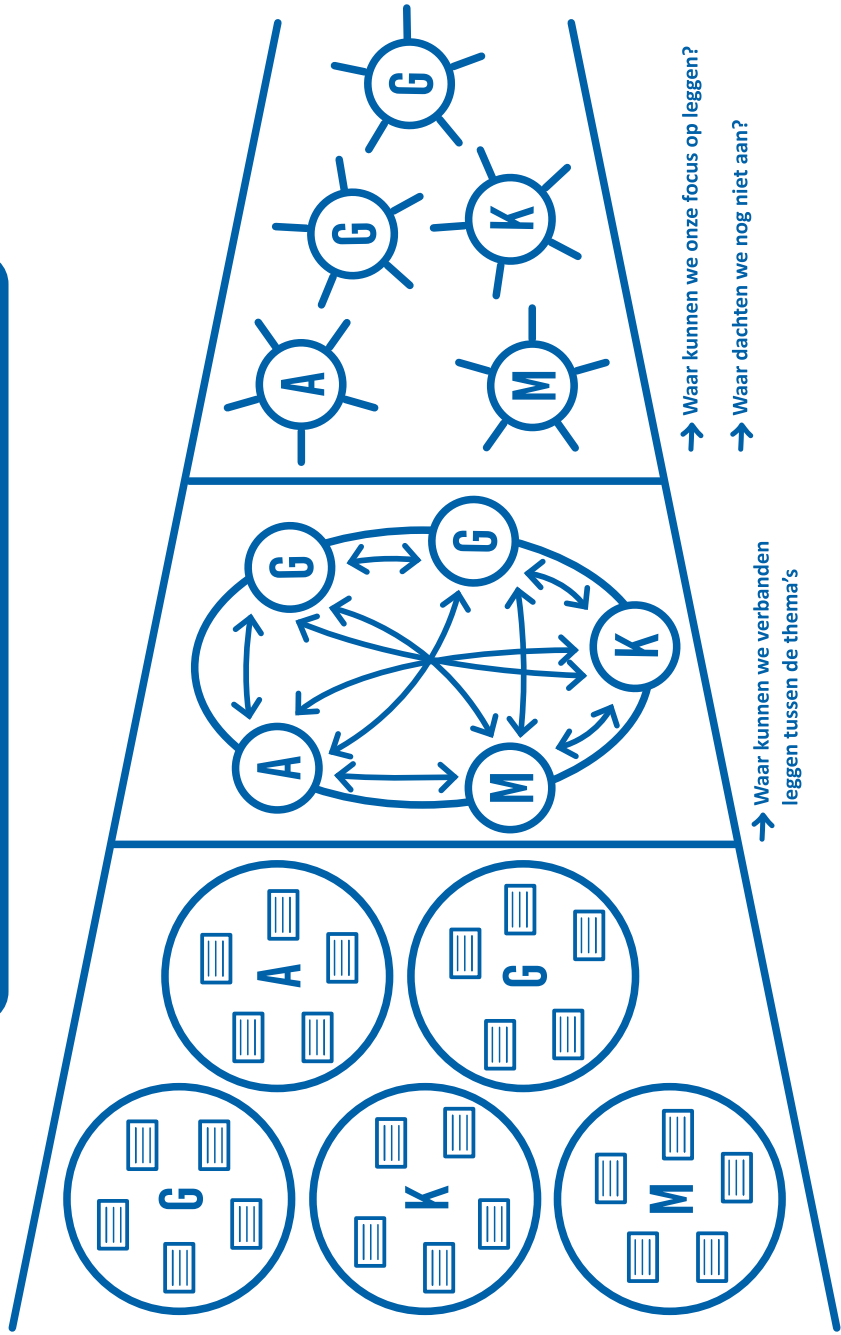 G
A
K
G
M
A
G
G
M
K
A
G
G
K
M
→ Waar kunnen we verbanden
leggen tussen de thema's
→ Waar kunnen we onze focus op leggen?
→ Waar dachten we nog niet aan?